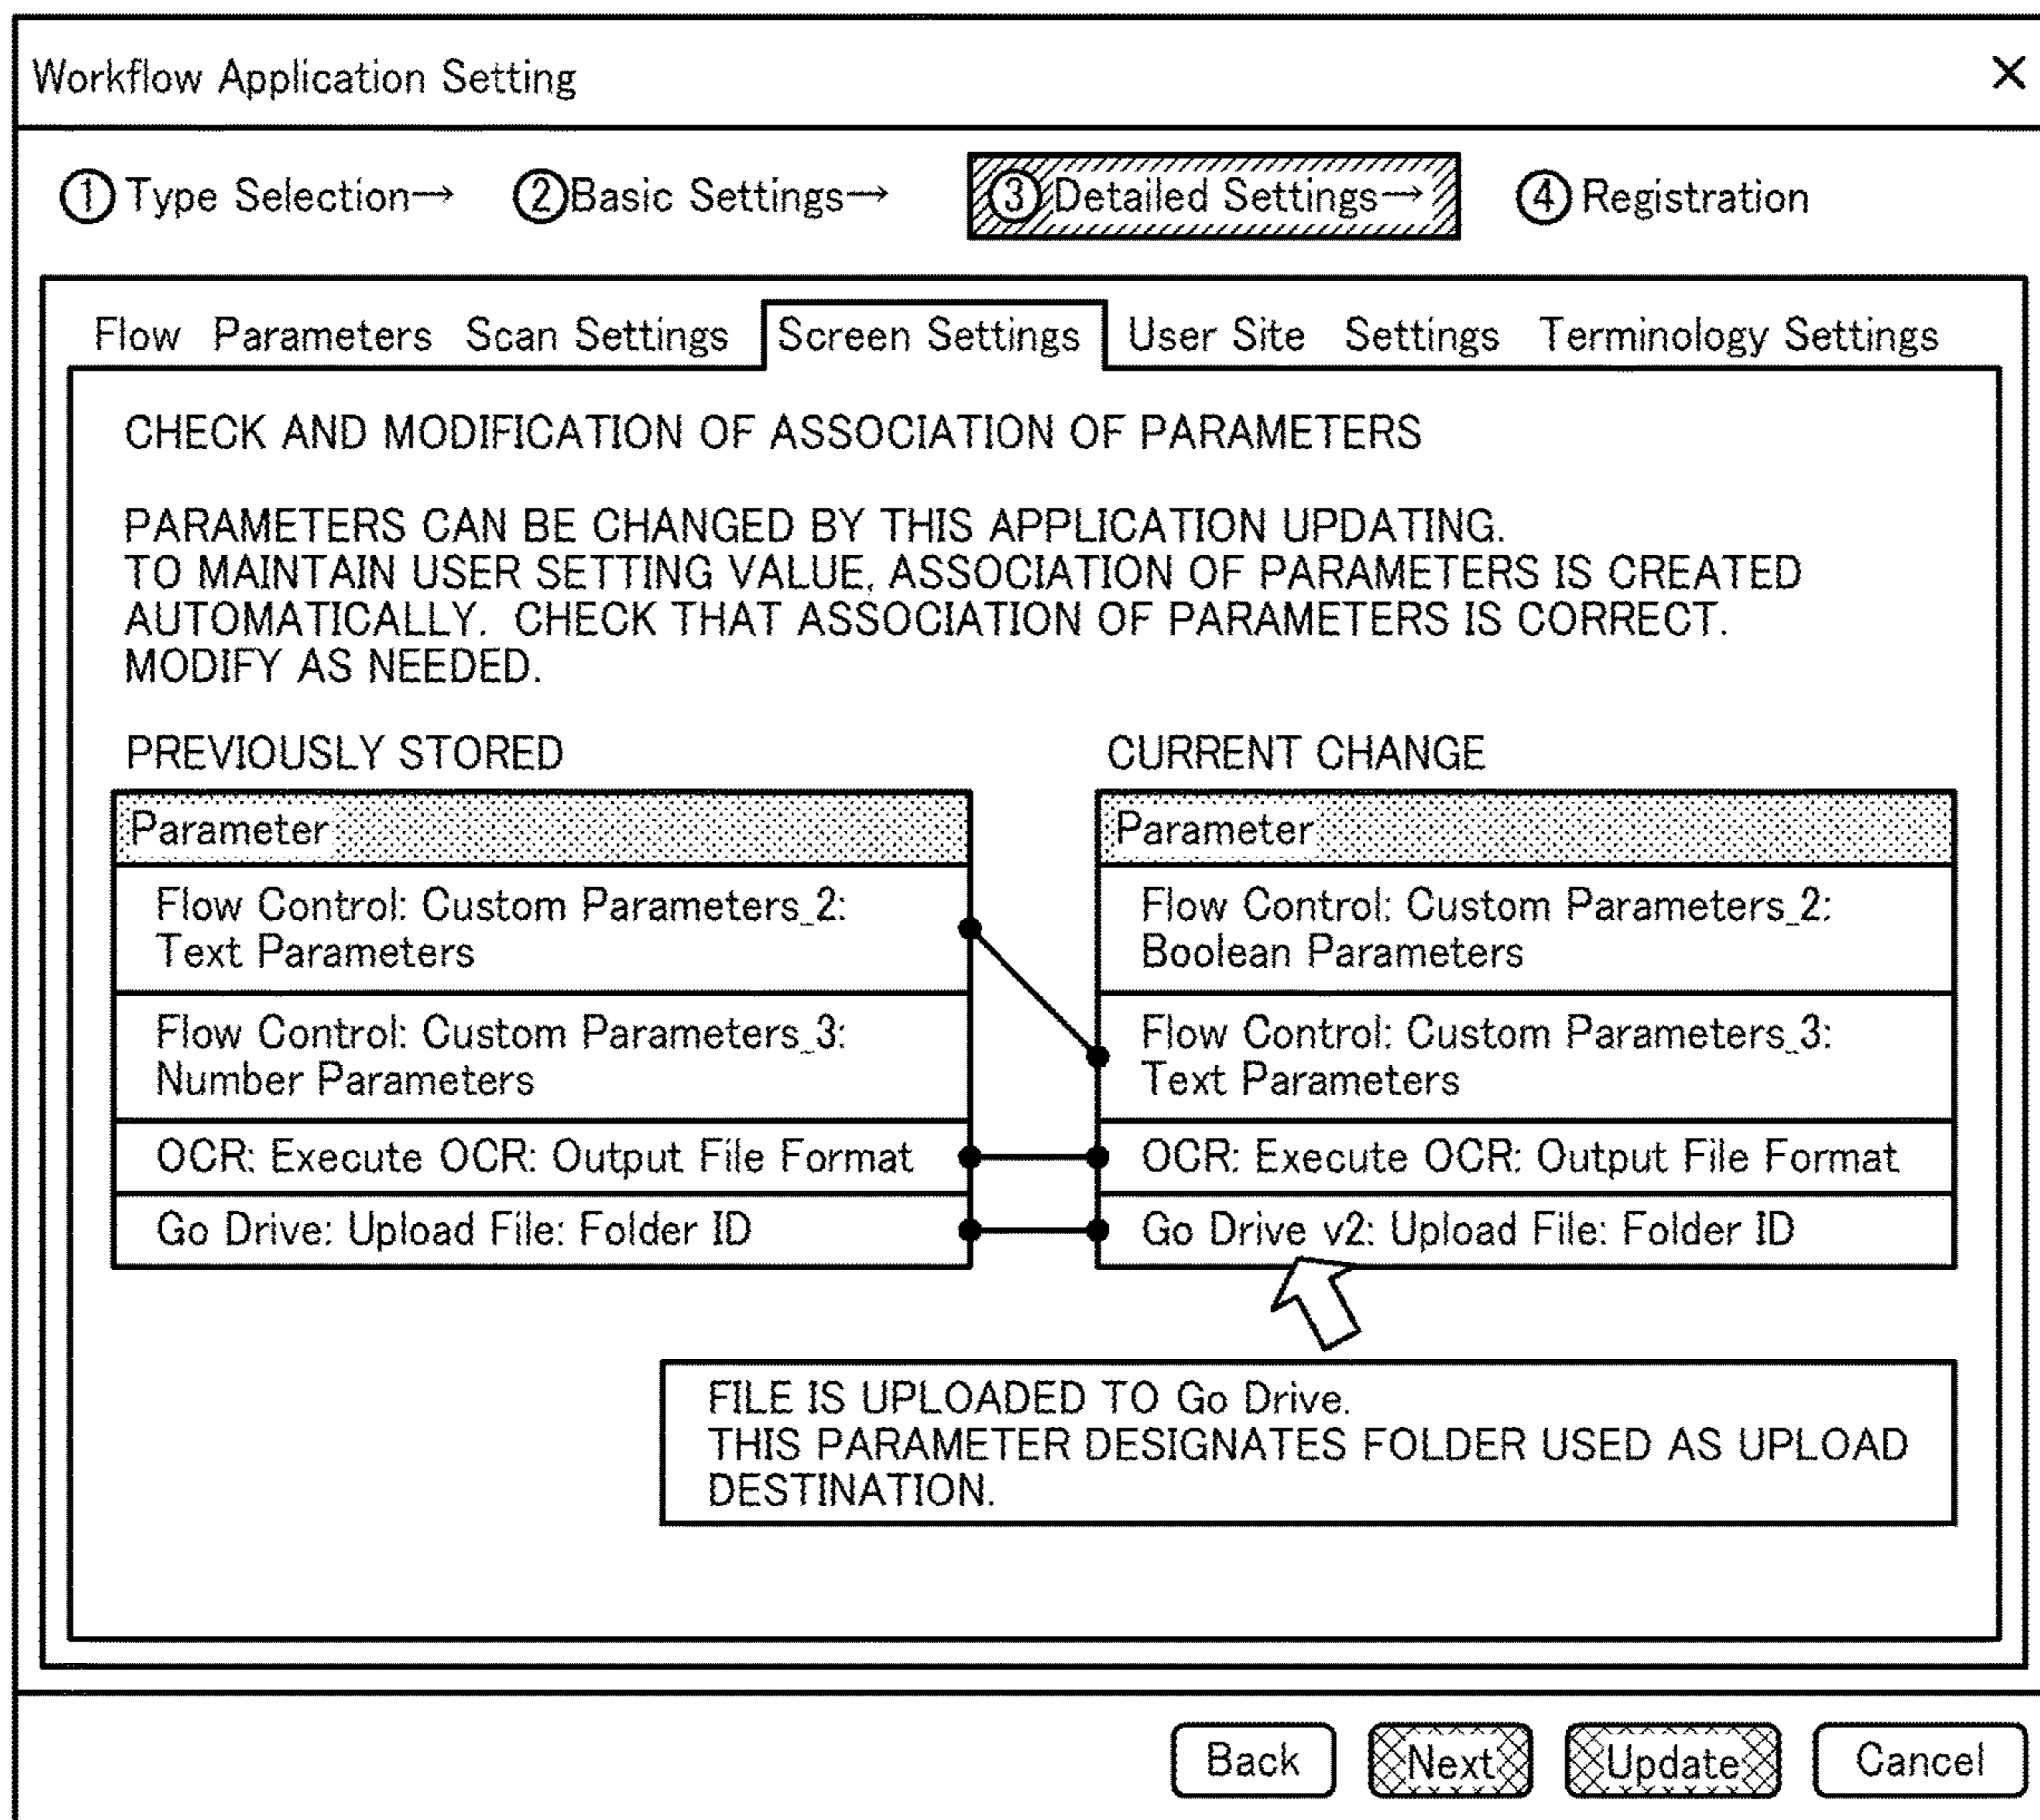 Workflow Application Setting ×
① Type Selection→ ②Basic Settings→ ③Detailed Settings→ ④Registration
Flow Parameters Scan Settings Screen Settings User Site Settings Terminology Settings
CHECK AND MODIFICATION OF ASSOCIATION OF PARAMETERS
PARAMETERS CAN BE CHANGED BY THIS APPLICATION UPDATING.
TO MAINTAIN USER SETTING VALUE, ASSOCIATION OF PARAMETERS IS CREATED
AUTOMATICALLY. CHECK THAT ASSOCIATION OF PARAMETERS IS CORRECT.
MODIFY AS NEEDED.
PREVIOUSLY STORED
Parameter
Flow Control: Custom Parameters_2:
Text Parameters
Flow Control: Custom Parameters_3:
Number Parameters
OCR: Execute OCR: Output File Format
Go Drive: Upload File: Folder ID
CURRENT CHANGE
Parameter
Flow Control: Custom Parameters_2:
Boolean Parameters
Flow Control: Custom Parameters_3:
Text Parameters
OCR: Execute OCR: Output File Format
Go Drive v2: Upload File: Folder ID
FILE IS UPLOADED TO Go Drive.
THIS PARAMETER DESIGNATES FOLDER USED AS UPLOAD
DESTINATION.
Back Next Update Cancel